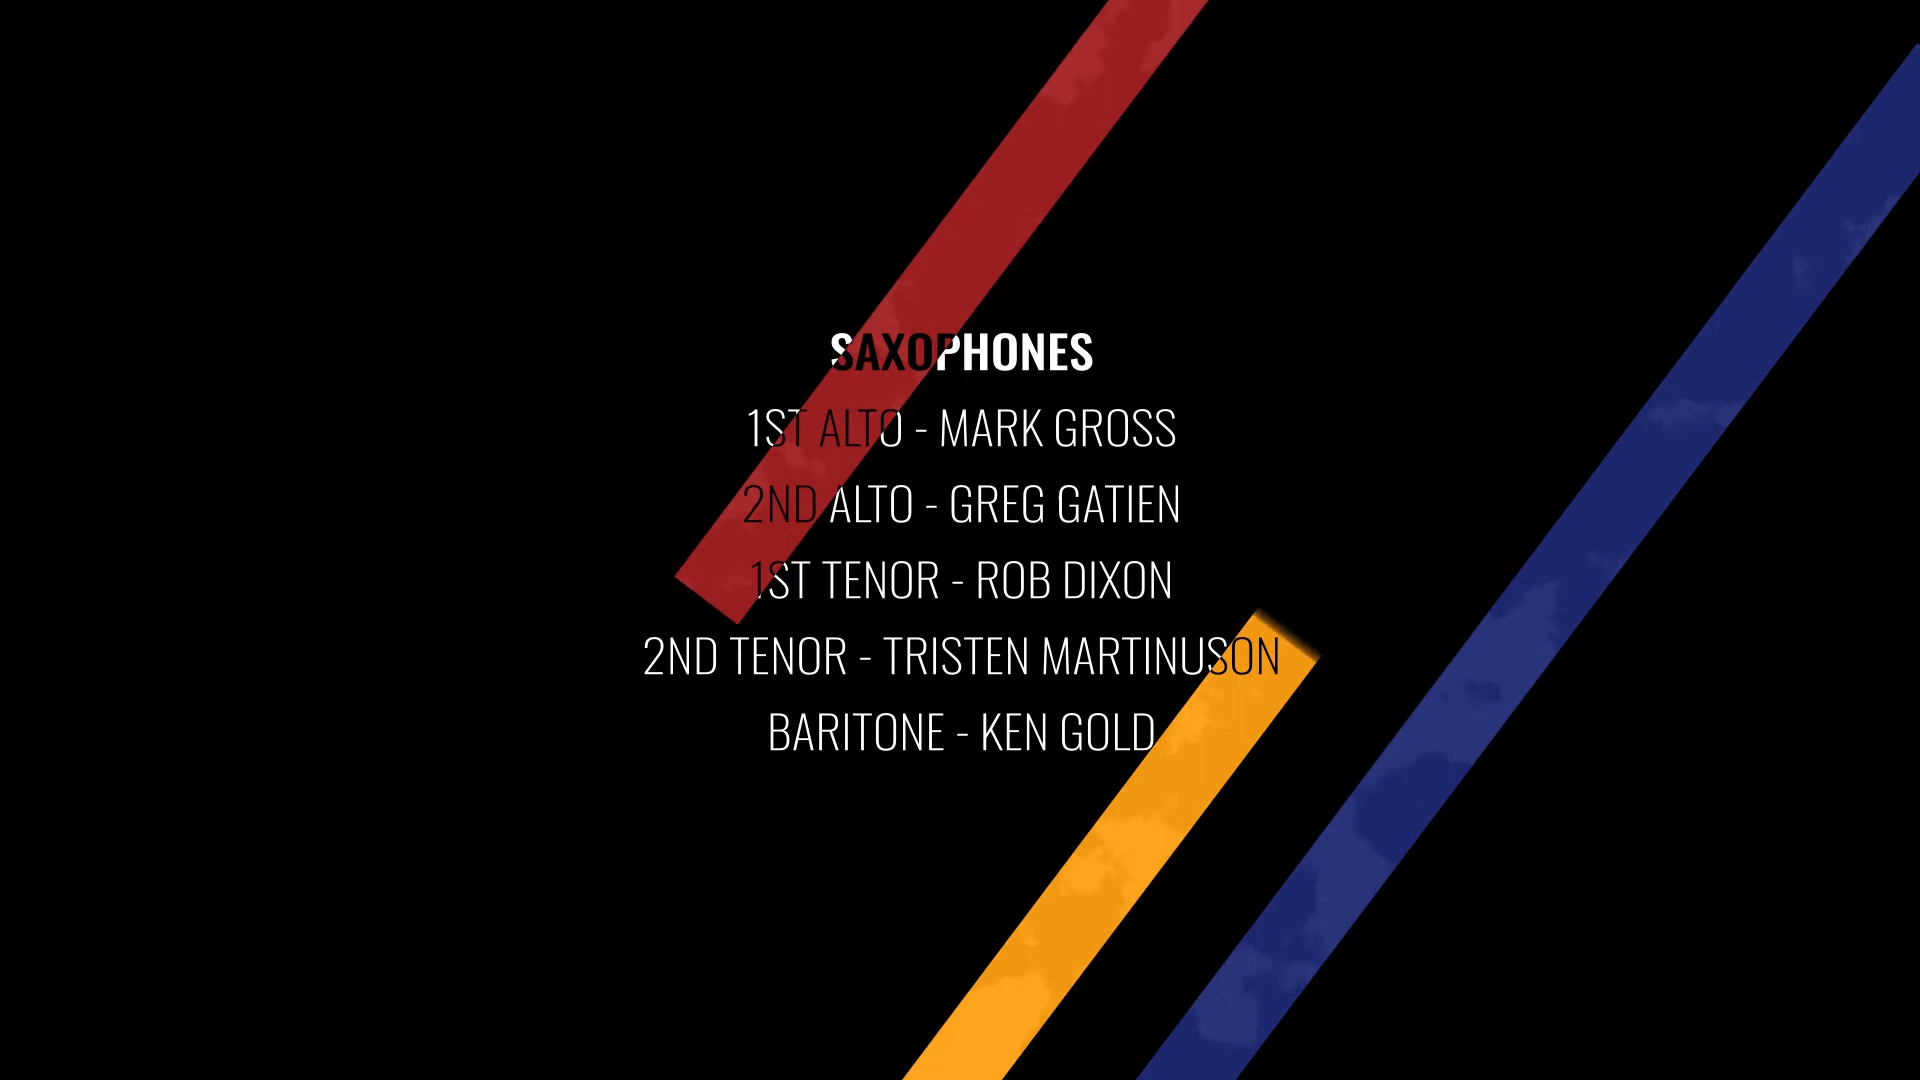 SAXOPHONES
1ST ALTO - MARK GROSS
2ND ALTO - GREG GATIEN
1ST TENOR - ROB DIXON
2ND TENOR - TRISTEN MARTINUSON
BARITONE - KEN GOLD